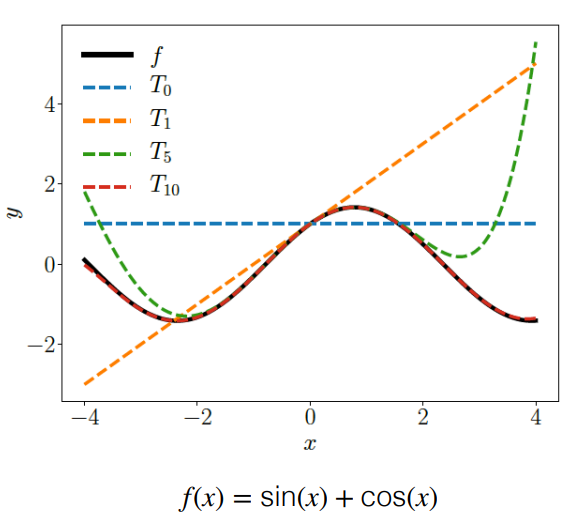 f
T₀
T₁
T₅
T₁₀
4
2
0
−2
y
−4
−2
0
2
4
x
f(x) = sin(x) + cos(x)